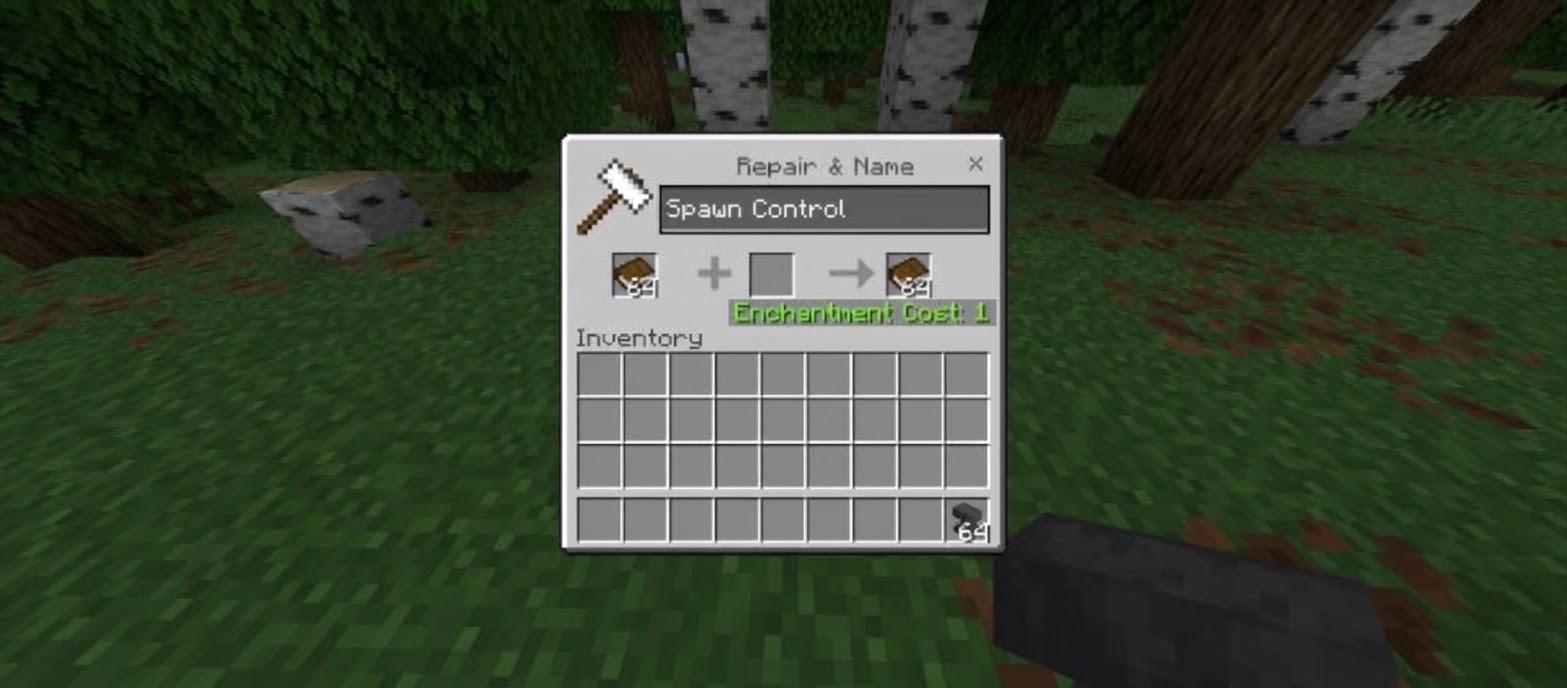 Repair & Name
Spawn Control
64
64
Enchantment Cost: 1
Inventory
64